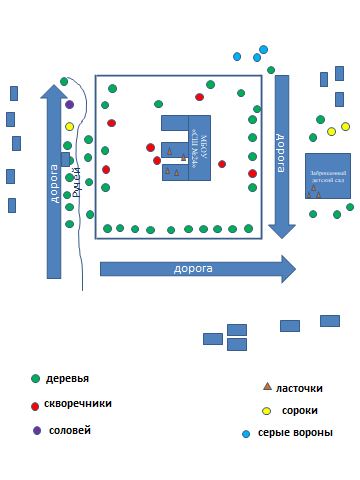 МБОУ
«СШ №24»
дорога
Ручей
дорога
Заброшенный
детский сад
дорога
деревья
скворечники
соловей
ласточки
сороки
серые вороны